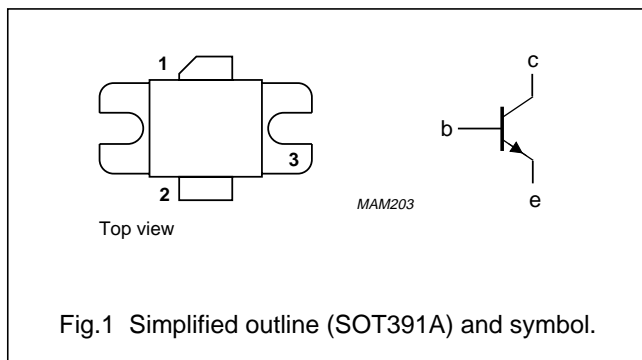 1
c
b
3
2
e
MAM203
Top view
Fig.1 Simplified outline (SOT391A) and symbol.